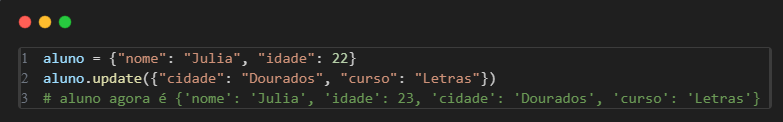 1 aluno = {"nome": "Julia", "idade": 22}
2 aluno.update({"cidade": "Dourados", "curso": "Letras"})
3 # aluno agora é {'nome': 'Julia', 'idade': 23, 'cidade': 'Dourados', 'curso': 'Letras'}